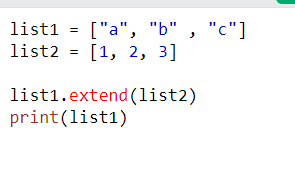 list1 = ["a", "b" , "c"]
list2 = [1, 2, 3]
list1.extend(list2)
print(list1)